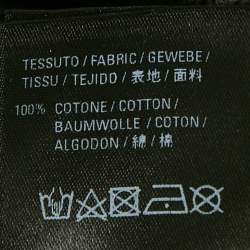 TESSUTO / FABRIC / GEWEBE /
TISSU / TEJIDO / 表地 / 面料
100% COTONE / COTTON /
BAUMWOLLE / COTON /
ALGODON / 綿 / 棉